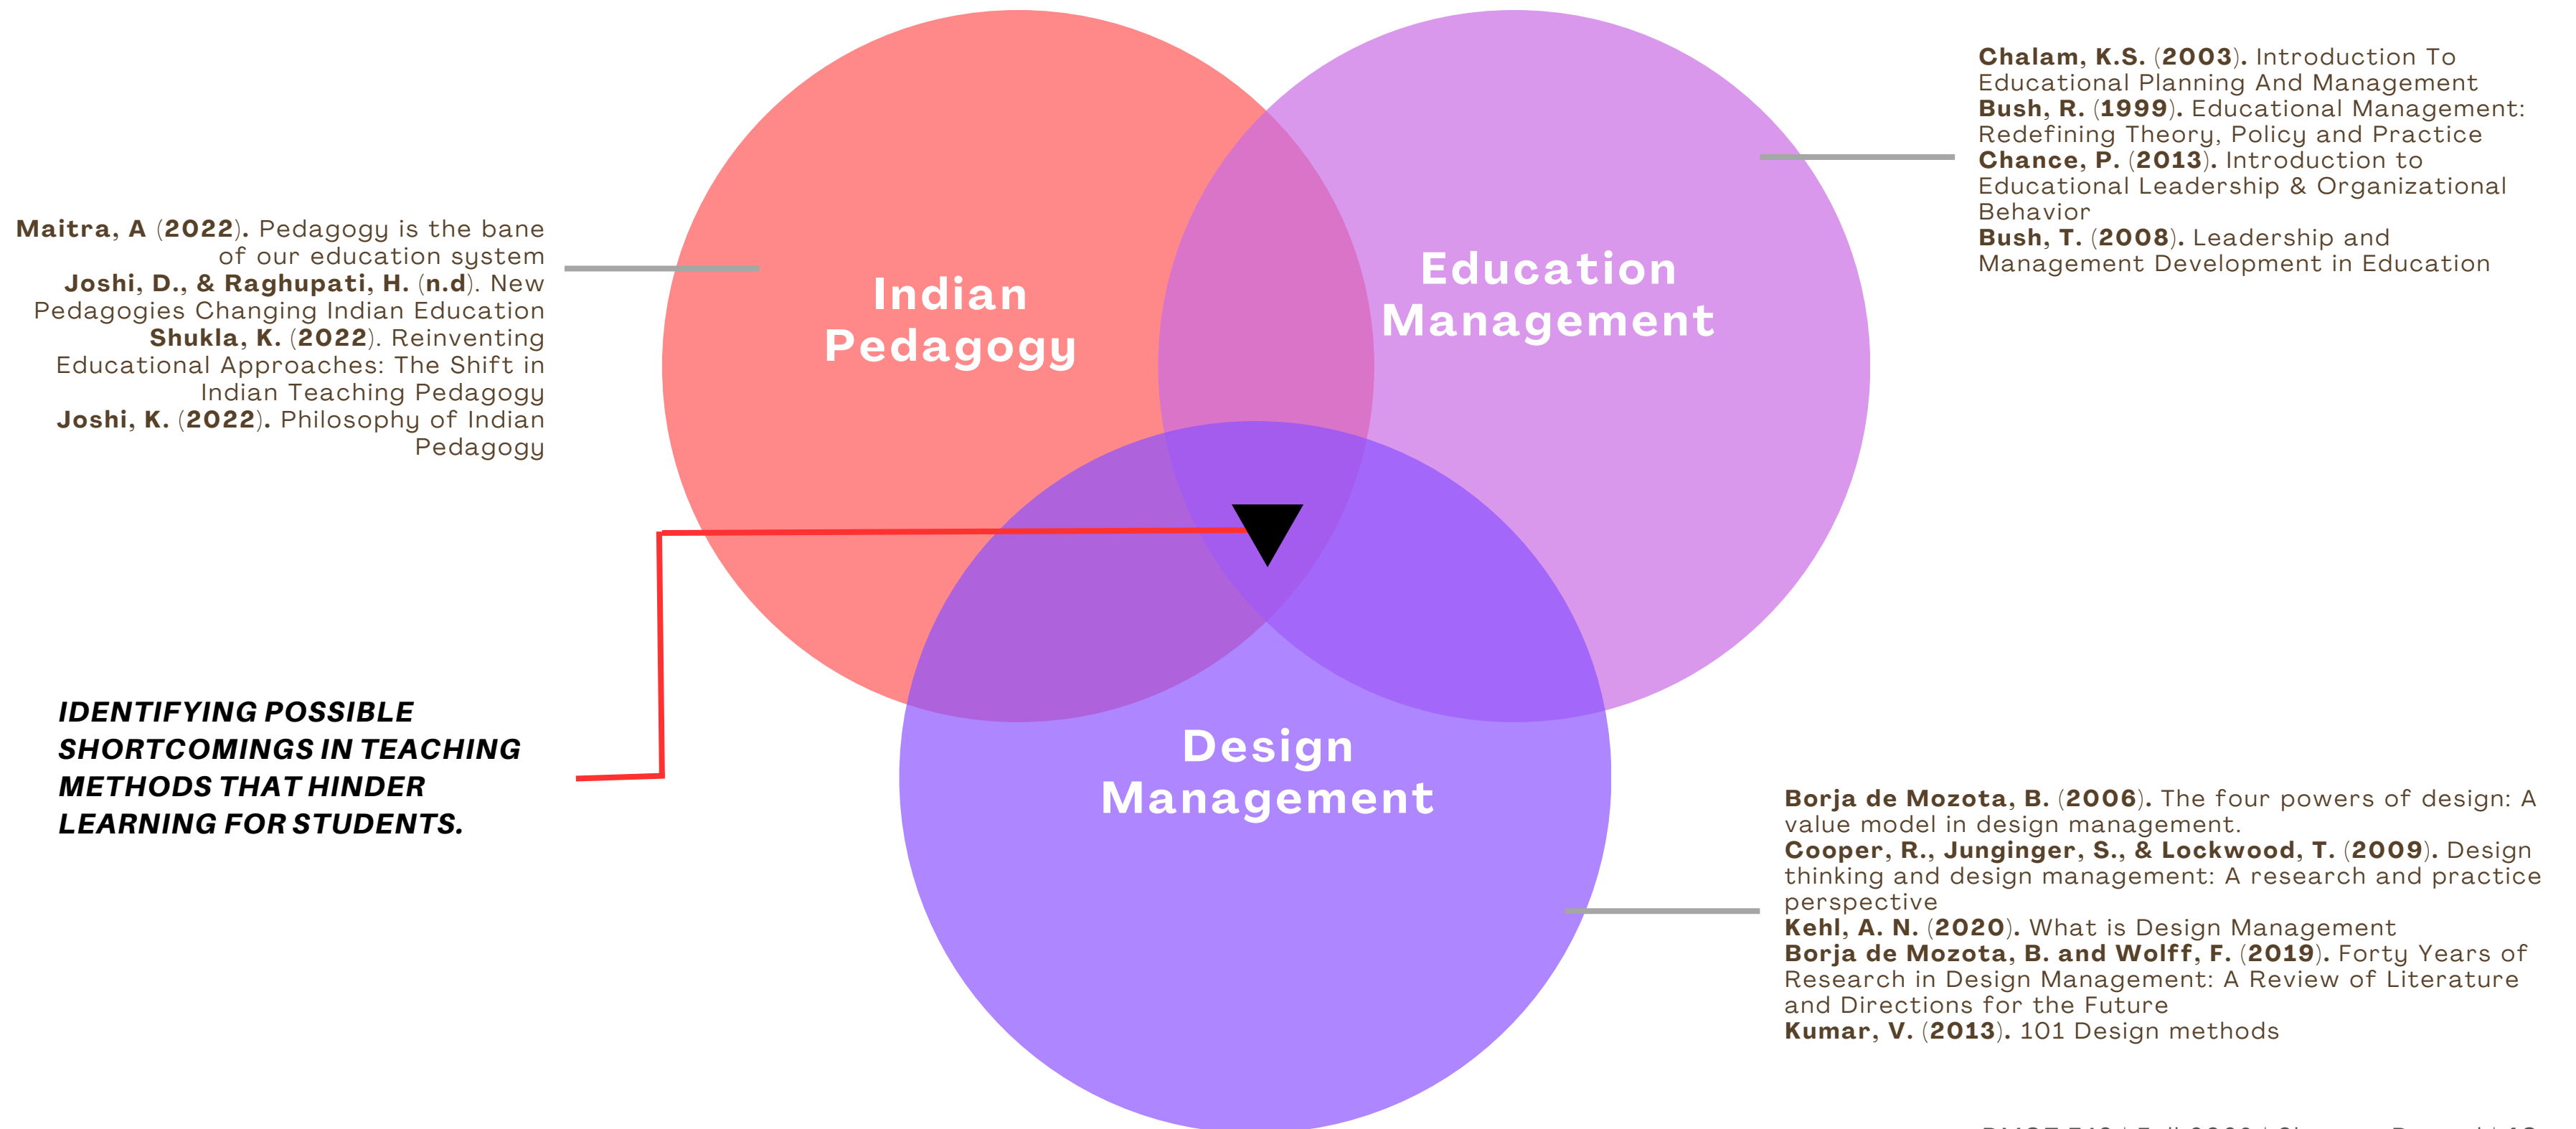 Chalam, K.S. (2003). Introduction To
Educational Planning And Management
Bush, R. (1999). Educational Management:
Redefining Theory, Policy and Practice
Chance, P. (2013). Introduction to
Educational Leadership & Organizational
Behavior
Bush, T. (2008). Leadership and
Management Development in Education
Maitra, A (2022). Pedagogy is the bane
of our education system
Joshi, D., & Raghupati, H. (n.d). New
Pedagogies Changing Indian Education
Shukla, K. (2022). Reinventing
Educational Approaches: The Shift in
Indian Teaching Pedagogy
Joshi, K. (2022). Philosophy of Indian
Pedagogy
Indian
Pedagogy
Education
Management
IDENTIFYING POSSIBLE
SHORTCOMINGS IN TEACHING
METHODS THAT HINDER
LEARNING FOR STUDENTS.
Design
Management
Borja de Mozota, B. (2006). The four powers of design: A
value model in design management.
Cooper, R., Junginger, S., & Lockwood, T. (2009). Design
thinking and design management: A research and practice
perspective
Kehl, A. N. (2020). What is Design Management
Borja de Mozota, B. and Wolff, F. (2019). Forty Years of
Research in Design Management: A Review of Literature
and Directions for the Future
Kumar, V. (2013). 101 Design methods